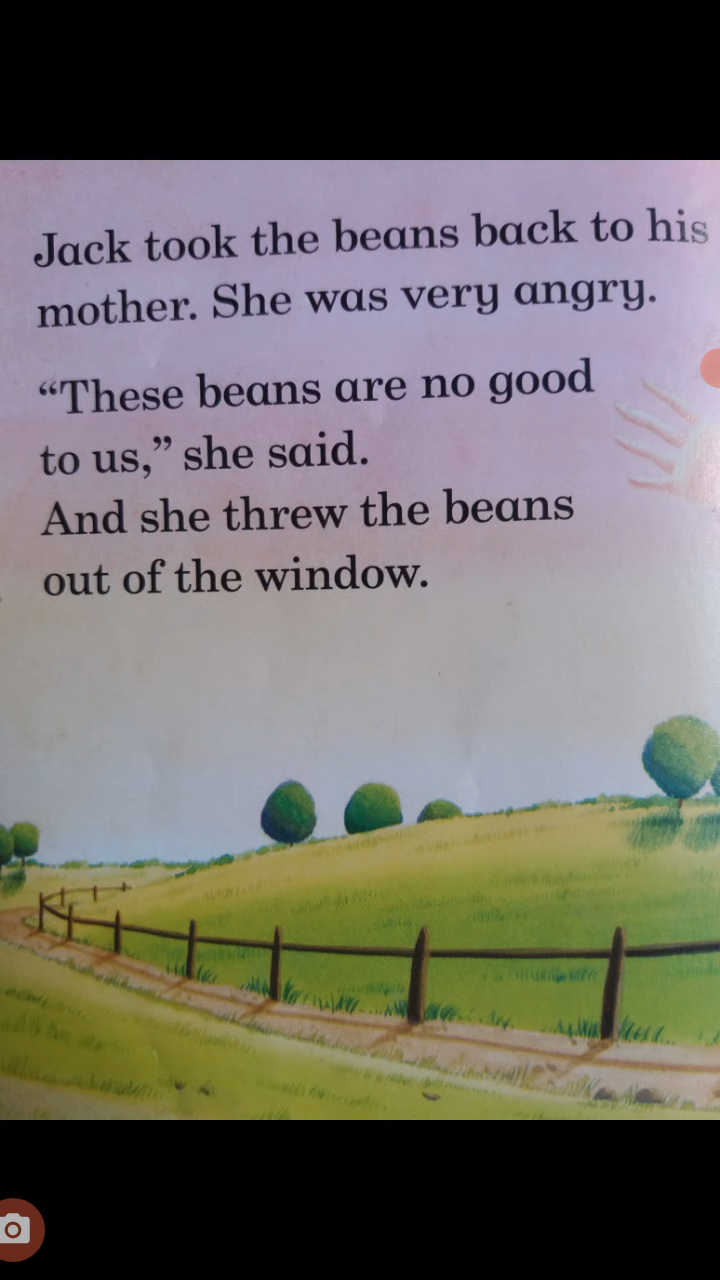 Jack took the beans back to his
mother. She was very angry.
“These beans are no good
to us,” she said.
And she threw the beans
out of the window.